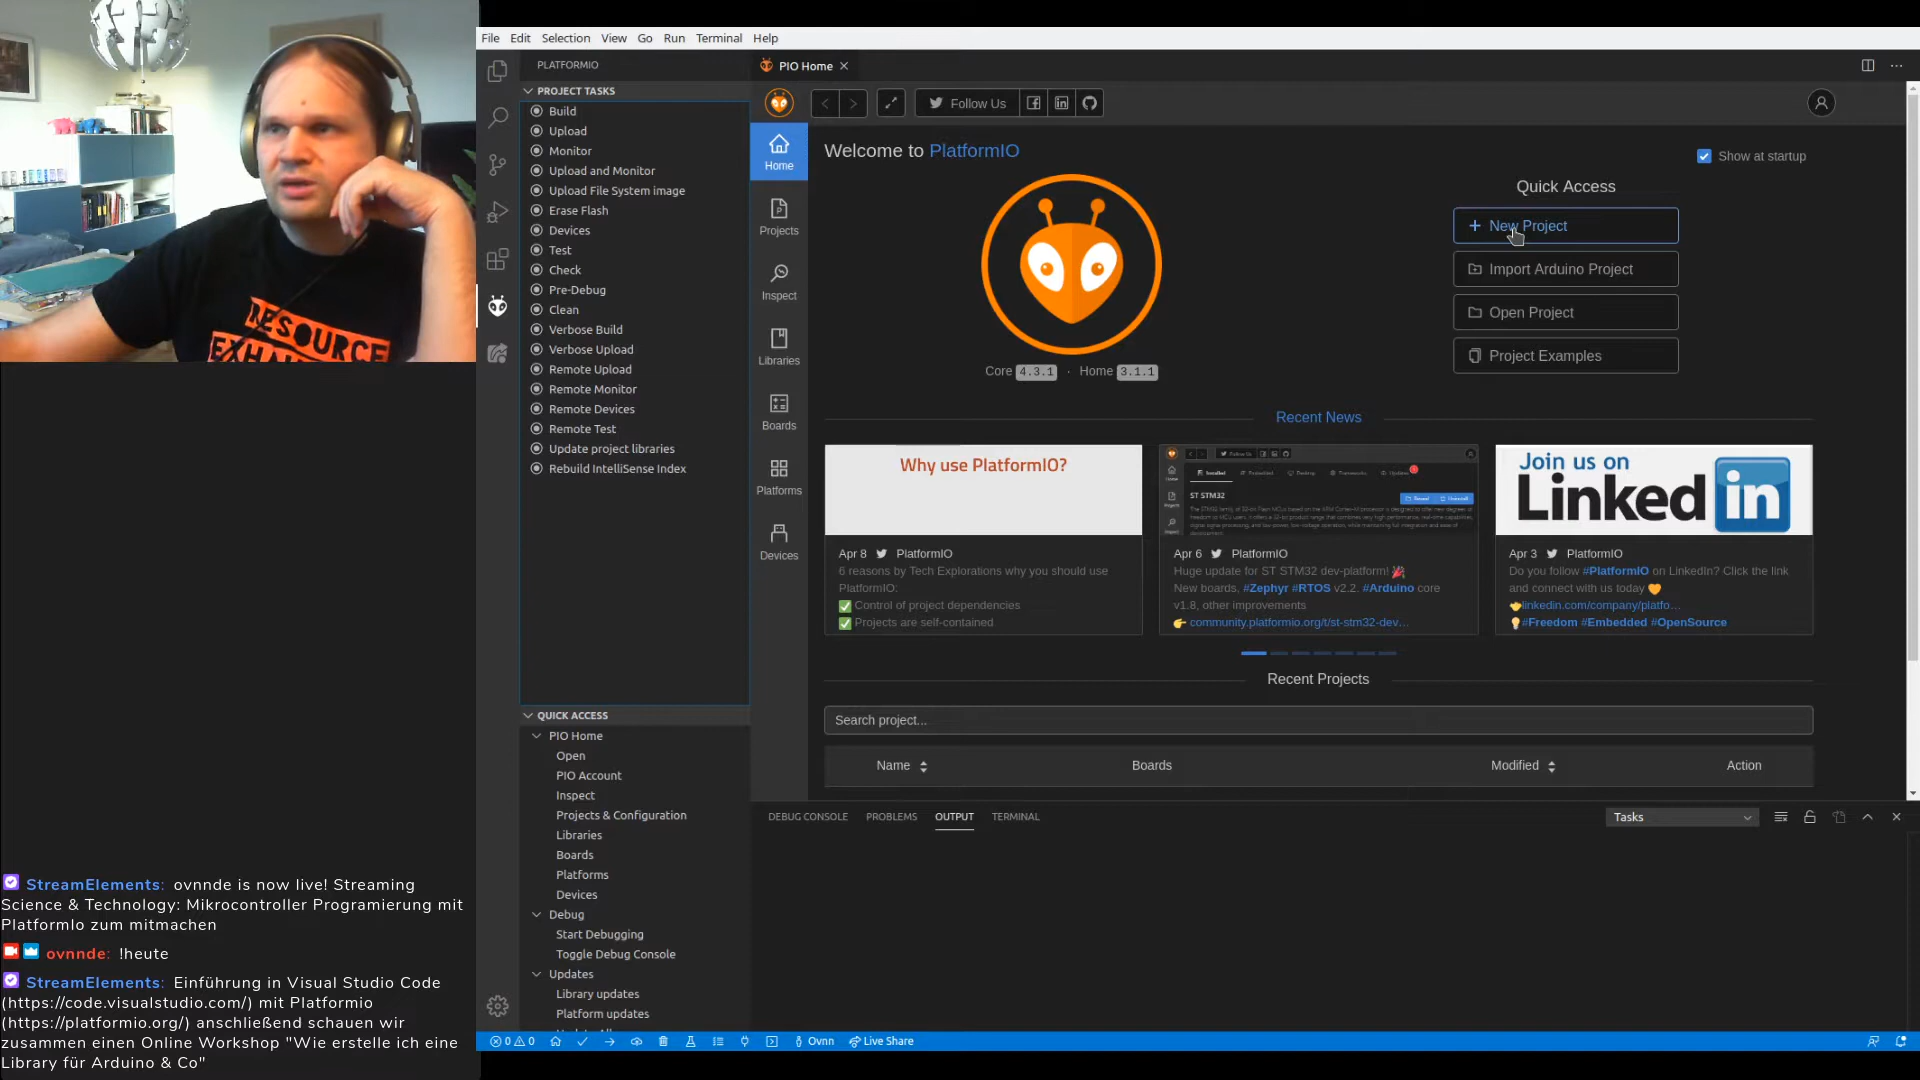 File Edit Selection View Go Run Terminal Help
PLATFORMIO
PIO Home
PROJECT TASKS
Build
Upload
Monitor
Upload and Monitor
Upload File System image
Erase Flash
Devices
Test
Check
Pre-Debug
Clean
Verbose Build
Verbose Upload
Remote Upload
Remote Monitor
Remote Devices
Remote Test
Update project libraries
Rebuild IntelliSense Index
QUICK ACCESS
PIO Home
Open
PIO Account
Inspect
Projects & Configuration
Libraries
Boards
Platforms
Devices
Debug
Start Debugging
Toggle Debug Console
Updates
Library updates
Platform updates
Follow Us
Home
Projects
Inspect
Libraries
Boards
Platforms
Devices
Welcome to PlatformIO
Show at startup
Core 4.3.1 · Home 3.1.1
Quick Access
New Project
Import Arduino Project
Open Project
Project Examples
Recent News
Why use PlatformIO?
Apr 8 PlatformIO
6 reasons by Tech Explorations why you should use
PlatformIO:
✅ Control of project dependencies
✅ Projects are self-contained
ST STM32
Apr 6 PlatformIO
Huge update for ST STM32 dev-platform! 🎉
New boards, #Zephyr #RTOS v2.2. #Arduino core
v1.8, other improvements
👉 community.platformio.org/t/st-stm32-dev…
Join us on
Linked in
Apr 3 PlatformIO
Do you follow #PlatformIO on LinkedIn? Click the link
and connect with us today 🧡
linkedin.com/company/platfo…
💡#Freedom #Embedded #OpenSource
Recent Projects
Search project...
Name Boards Modified Action
DEBUG CONSOLE PROBLEMS OUTPUT TERMINAL
Tasks
0 0 Ovnn Live Share
RESOURCE
EXHAU
StreamElements: ovnnde is now live! Streaming
Science & Technology: Mikrocontroller Programierung mit
PlatformIo zum mitmachen
ovnnde: !heute
StreamElements: Einführung in Visual Studio Code
(https://code.visualstudio.com/) mit Platformio
(https://platformio.org/) anschließend schauen wir
zusammen einen Online Workshop "Wie erstelle ich eine
Library für Arduino & Co"